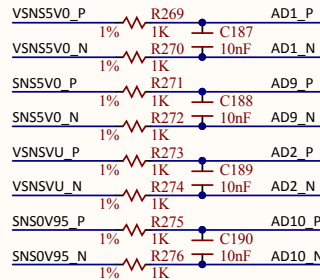 VSNS5V0_P R269 AD1_P
1% 1K C187
VSNS5V0_N R270 10nF AD1_N
1% 1K
SNS5V0_P R271 AD9_P
1% 1K C188
SNS5V0_N R272 10nF AD9_N
1% 1K
VSNSVU_P R273 AD2_P
1% 1K C189
VSNSVU_N R274 10nF AD2_N
1% 1K
SNS0V95_P R275 AD10_P
1% 1K C190
SNS0V95_N R276 10nF AD10_N
1% 1K